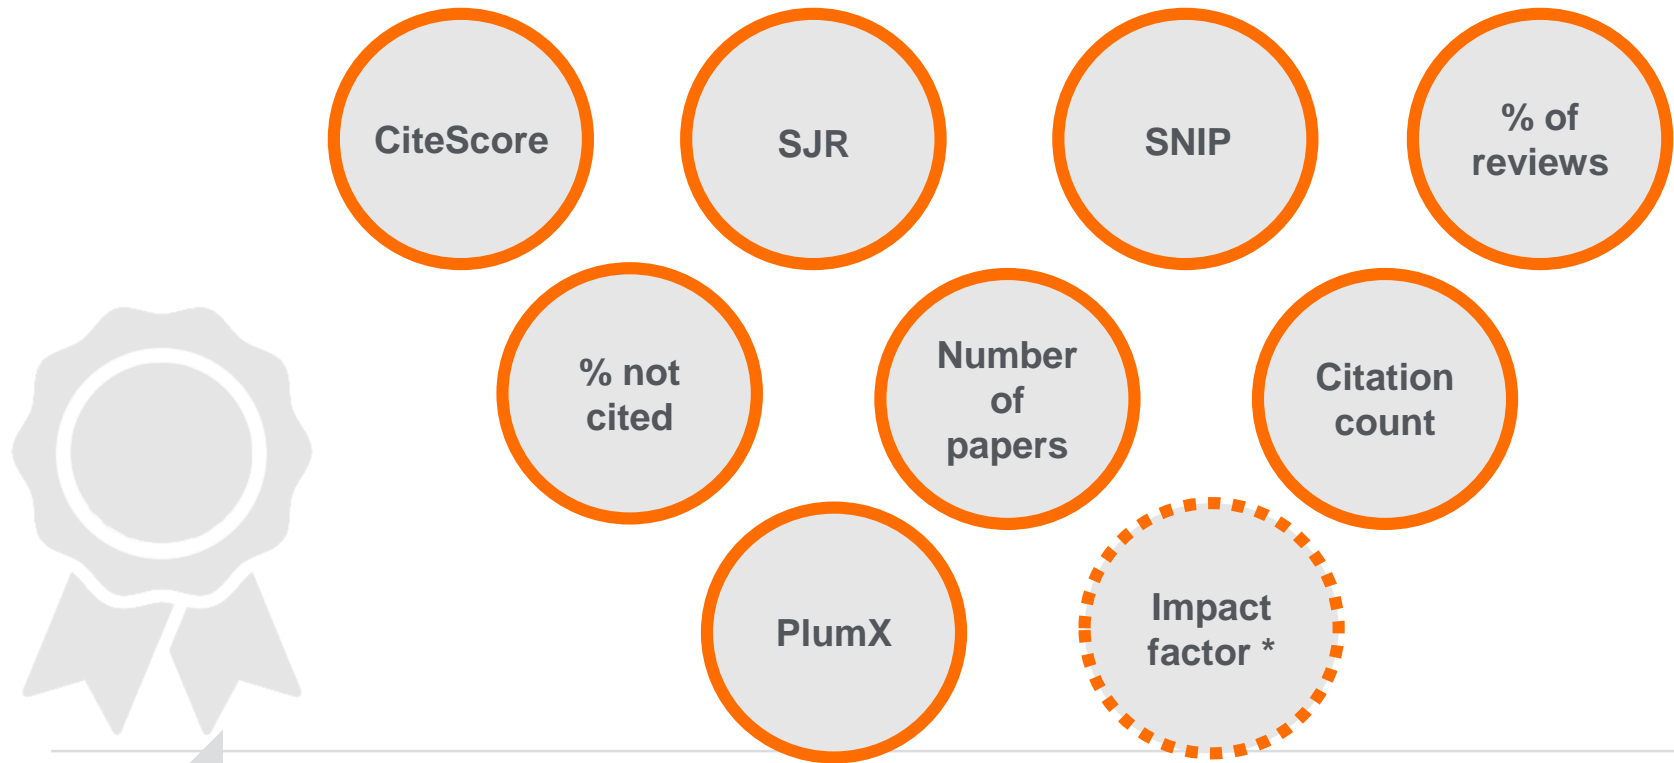 CiteScore
SJR
SNIP
% of
reviews
% not
cited
Number
of
papers
Citation
count
PlumX
Impact
factor *